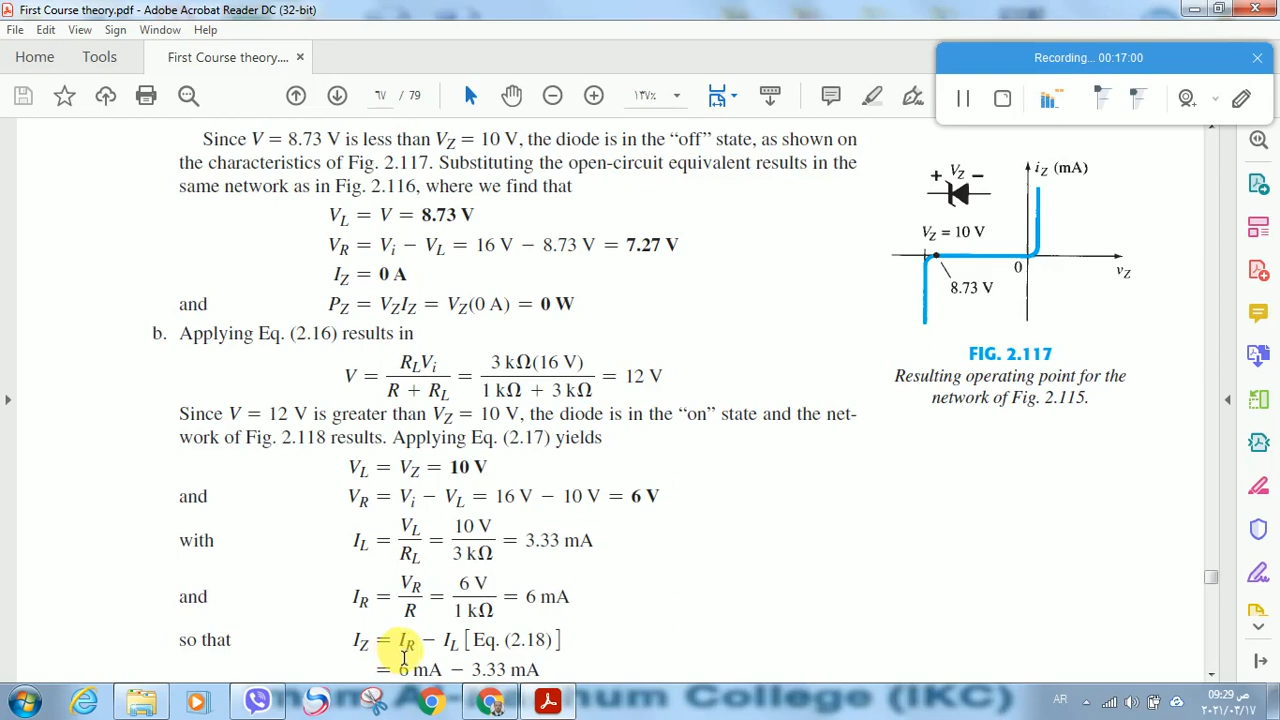 First Course theory.pdf - Adobe Acrobat Reader DC (32-bit)
File Edit View Sign Window Help
Home Tools First Course theory.... ×
Recording... 00:17:00
٦٧ / 79 ١٣٧٪
Since V = 8.73 V is less than V_Z = 10 V, the diode is in the “off” state, as shown on
the characteristics of Fig. 2.117. Substituting the open-circuit equivalent results in the
same network as in Fig. 2.116, where we find that
V_L = V = 8.73 V
V_R = V_i − V_L = 16 V − 8.73 V = 7.27 V
I_Z = 0 A
and P_Z = V_Z I_Z = V_Z(0 A) = 0 W
b. Applying Eq. (2.16) results in
V = R_L V_i / (R + R_L) = 3 kΩ(16 V) / (1 kΩ + 3 kΩ) = 12 V
Since V = 12 V is greater than V_Z = 10 V, the diode is in the “on” state and the net-
work of Fig. 2.118 results. Applying Eq. (2.17) yields
V_L = V_Z = 10 V
and V_R = V_i − V_L = 16 V − 10 V = 6 V
with I_L = V_L / R_L = 10 V / 3 kΩ = 3.33 mA
and I_R = V_R / R = 6 V / 1 kΩ = 6 mA
so that I_Z = I_R − I_L [Eq. (2.18)]
= 6 mA − 3.33 mA
+ V_Z −
i_Z (mA)
V_Z = 10 V
0
8.73 V
v_Z
FIG. 2.117
Resulting operating point for the
network of Fig. 2.115.
College (IKC)
AR
٠٩:29 ص
٢٠٢١/٠٣/١٧